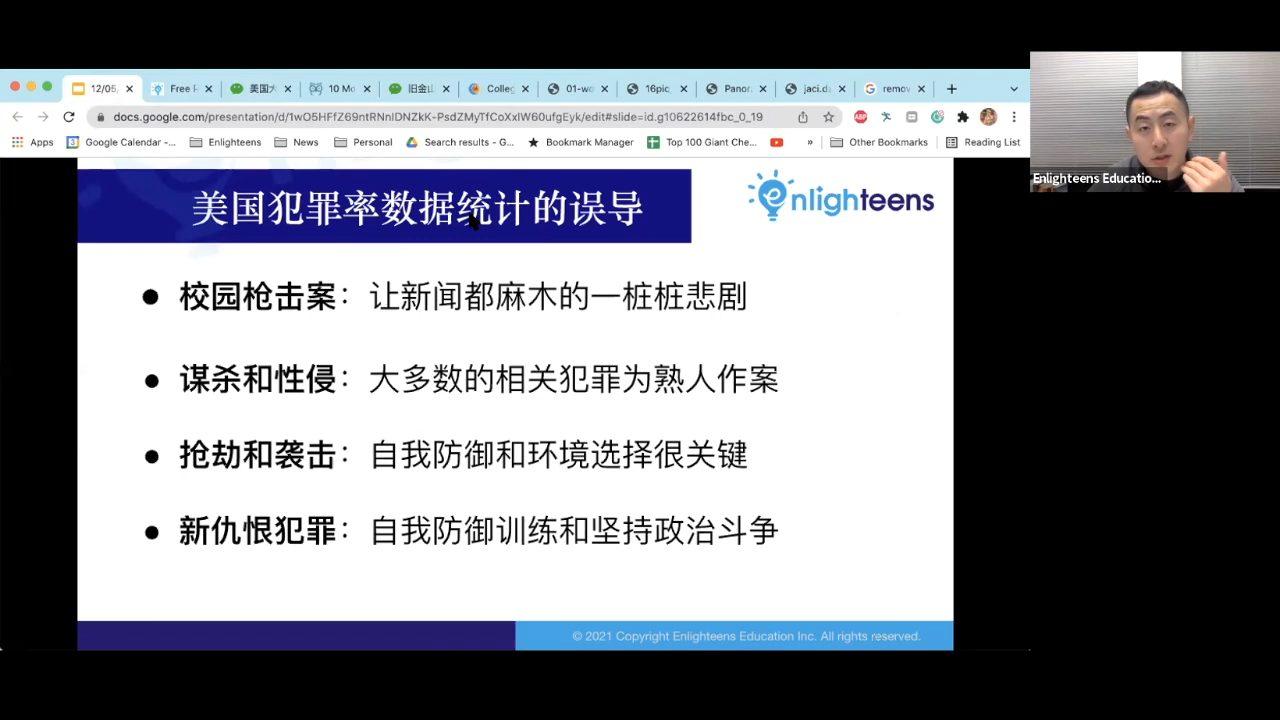 12/05,
Free F
美国大
10 Mo
旧金山
Colleg
01-wo
16pic_
Panor
jaci.da
remov
docs.google.com/presentation/d/1wO5HFfZ69ntRNnIDNZkK-PsdZMyTfCoXxIW60ufgEyk/edit#slide=id.g10622614fbc_0_19
Apps
Google Calendar -...
Enlighteens
News
Personal
Search results - G...
Bookmark Manager
Top 100 Giant Che...
»
Other Bookmarks
Reading List
Enlighteens Educatio...
美国犯罪率数据统计的误导
enlighteens
● 校园枪击案：让新闻都麻木的一桩桩悲剧
● 谋杀和性侵：大多数的相关犯罪为熟人作案
● 抢劫和袭击：自我防御和环境选择很关键
● 新仇恨犯罪：自我防御训练和坚持政治斗争
© 2021 Copyright Enlighteens Education Inc. All rights reserved.